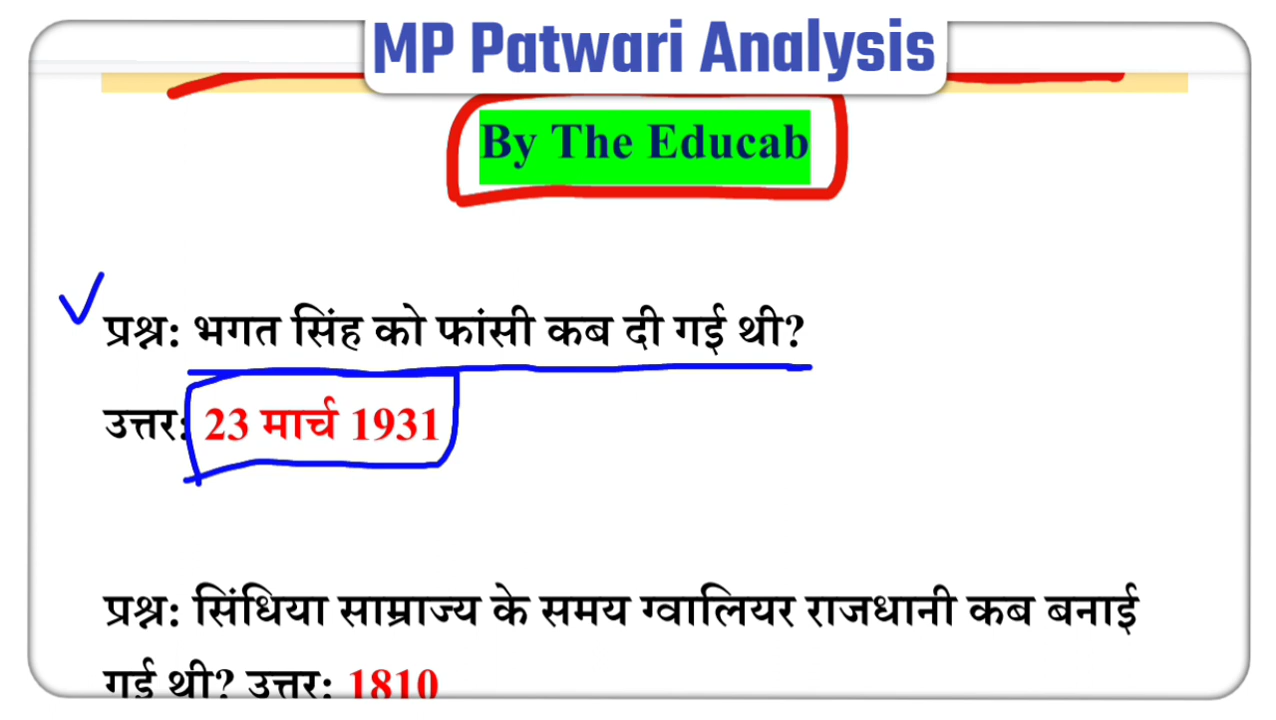 MP Patwari Analysis
By The Educab
प्रश्न: भगत सिंह को फांसी कब दी गई थी?
उत्तर: 23 मार्च 1931
प्रश्न: सिंधिया साम्राज्य के समय ग्वालियर राजधानी कब बनाई
गई थी? उत्तर: 1810